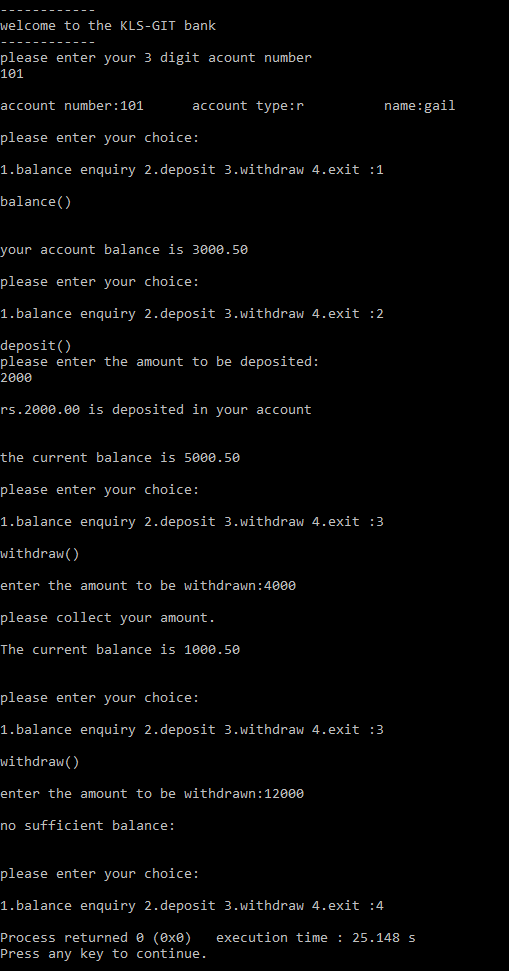 ------------
welcome to the KLS-GIT bank
------------
please enter your 3 digit acount number
101
account number:101      account type:r          name:gail
please enter your choice:
1.balance enquiry 2.deposit 3.withdraw 4.exit :1
balance()
your account balance is 3000.50
please enter your choice:
1.balance enquiry 2.deposit 3.withdraw 4.exit :2
deposit()
please enter the amount to be deposited:
2000
rs.2000.00 is deposited in your account
the current balance is 5000.50
please enter your choice:
1.balance enquiry 2.deposit 3.withdraw 4.exit :3
withdraw()
enter the amount to be withdrawn:4000
please collect your amount.
The current balance is 1000.50
please enter your choice:
1.balance enquiry 2.deposit 3.withdraw 4.exit :3
withdraw()
enter the amount to be withdrawn:12000
no sufficient balance:
please enter your choice:
1.balance enquiry 2.deposit 3.withdraw 4.exit :4
Process returned 0 (0x0)   execution time : 25.148 s
Press any key to continue.